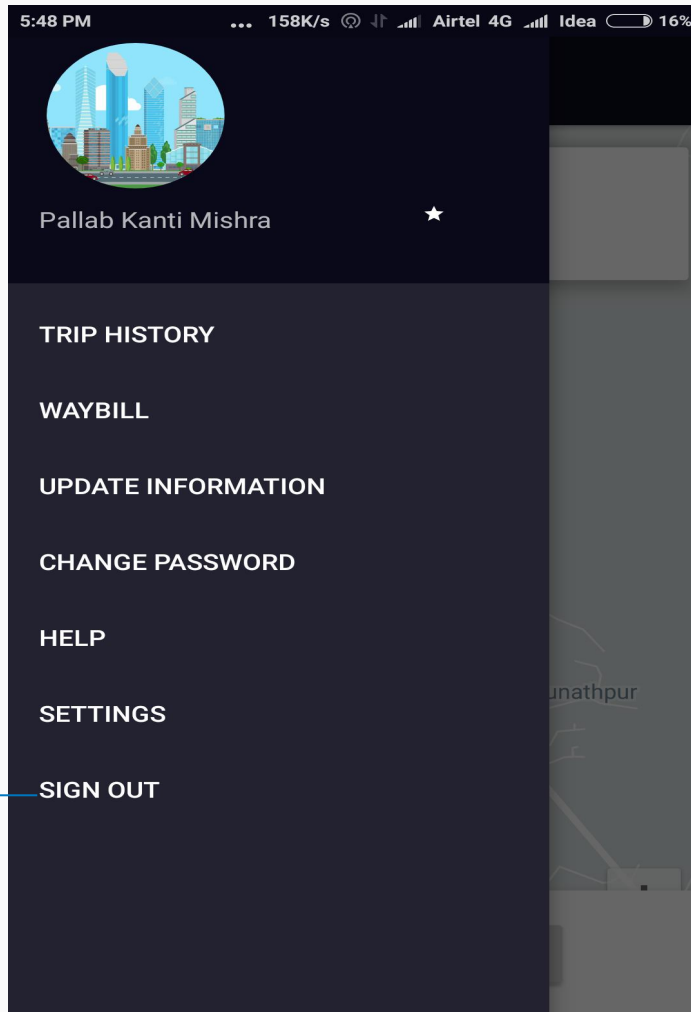 5:48 PM ... 158K/s Airtel 4G Idea 16%
Pallab Kanti Mishra
TRIP HISTORY
WAYBILL
UPDATE INFORMATION
CHANGE PASSWORD
HELP
SETTINGS
unathpur
SIGN OUT